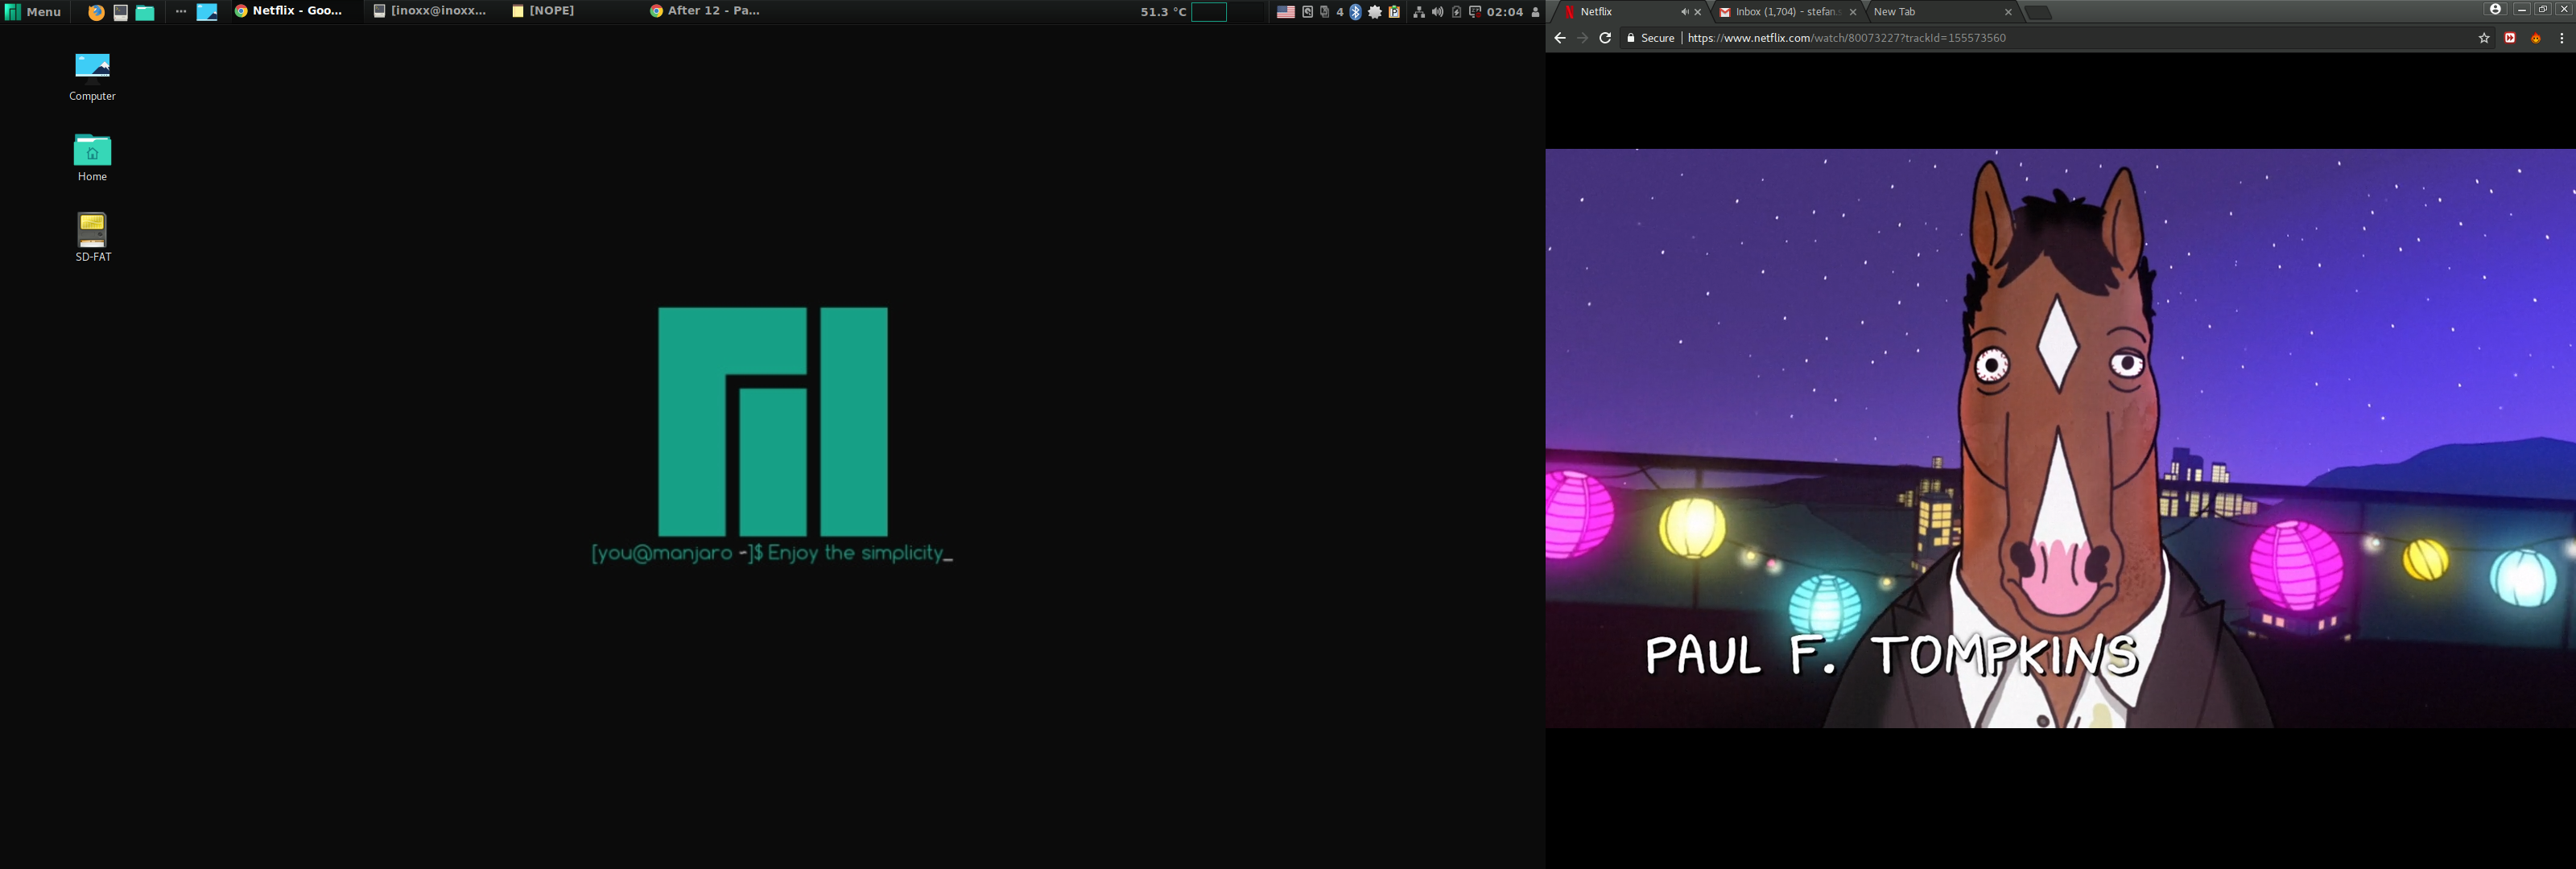 Menu
Netflix - Goo...
[inoxx@inoxx...
[NOPE]
After 12 - Pa...
51.3 °C
4
02:04
Computer
Home
SD-FAT
[you@manjaro ~]$ Enjoy the simplicity_
Netflix
Inbox (1,704) - stefan.s
New Tab
Secure
https://www.netflix.com/watch/80073227?trackId=155573560
PAUL F. TOMPKINS